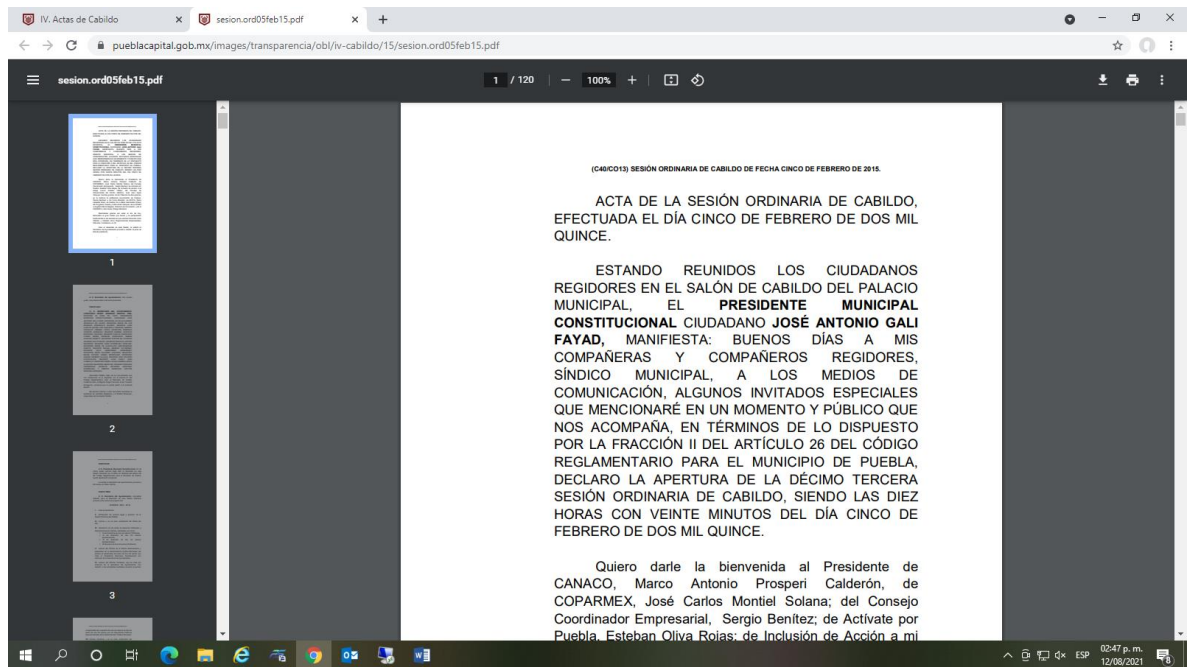 IV. Actas de Cabildo
sesion.ord05feb15.pdf
pueblacapital.gob.mx/images/transparencia/obl/iv-cabildo/15/sesion.ord05feb15.pdf
sesion.ord05feb15.pdf
1 / 120
100%
1
2
3
(C40/CO13) SESIÓN ORDINARIA DE CABILDO DE FECHA CINCO DE FEBRERO DE 2015.
ACTA DE LA SESIÓN ORDINARIA DE CABILDO,
EFECTUADA EL DÍA CINCO DE FEBRERO DE DOS MIL
QUINCE.
ESTANDO REUNIDOS LOS CIUDADANOS
REGIDORES EN EL SALÓN DE CABILDO DEL PALACIO
MUNICIPAL, EL PRESIDENTE MUNICIPAL
CONSTITUCIONAL CIUDADANO JOSÉ ANTONIO GALI
FAYAD, MANIFIESTA: BUENOS DÍAS A MIS
COMPAÑERAS Y COMPAÑEROS REGIDORES,
SÍNDICO MUNICIPAL, A LOS MEDIOS DE
COMUNICACIÓN, ALGUNOS INVITADOS ESPECIALES
QUE MENCIONARÉ EN UN MOMENTO Y PÚBLICO QUE
NOS ACOMPAÑA, EN TÉRMINOS DE LO DISPUESTO
POR LA FRACCIÓN II DEL ARTÍCULO 26 DEL CÓDIGO
REGLAMENTARIO PARA EL MUNICIPIO DE PUEBLA,
DECLARO LA APERTURA DE LA DÉCIMO TERCERA
SESIÓN ORDINARIA DE CABILDO, SIENDO LAS DIEZ
HORAS CON VEINTE MINUTOS DEL DÍA CINCO DE
FEBRERO DE DOS MIL QUINCE.
Quiero darle la bienvenida al Presidente de
CANACO, Marco Antonio Prosperi Calderón, de
COPARMEX, José Carlos Montiel Solana; del Consejo
Coordinador Empresarial, Sergio Benítez; de Actívate por
Puebla, Esteban Oliva Rojas; de Inclusión de Acción a mi
ESP
02:47 p. m.
12/08/2021